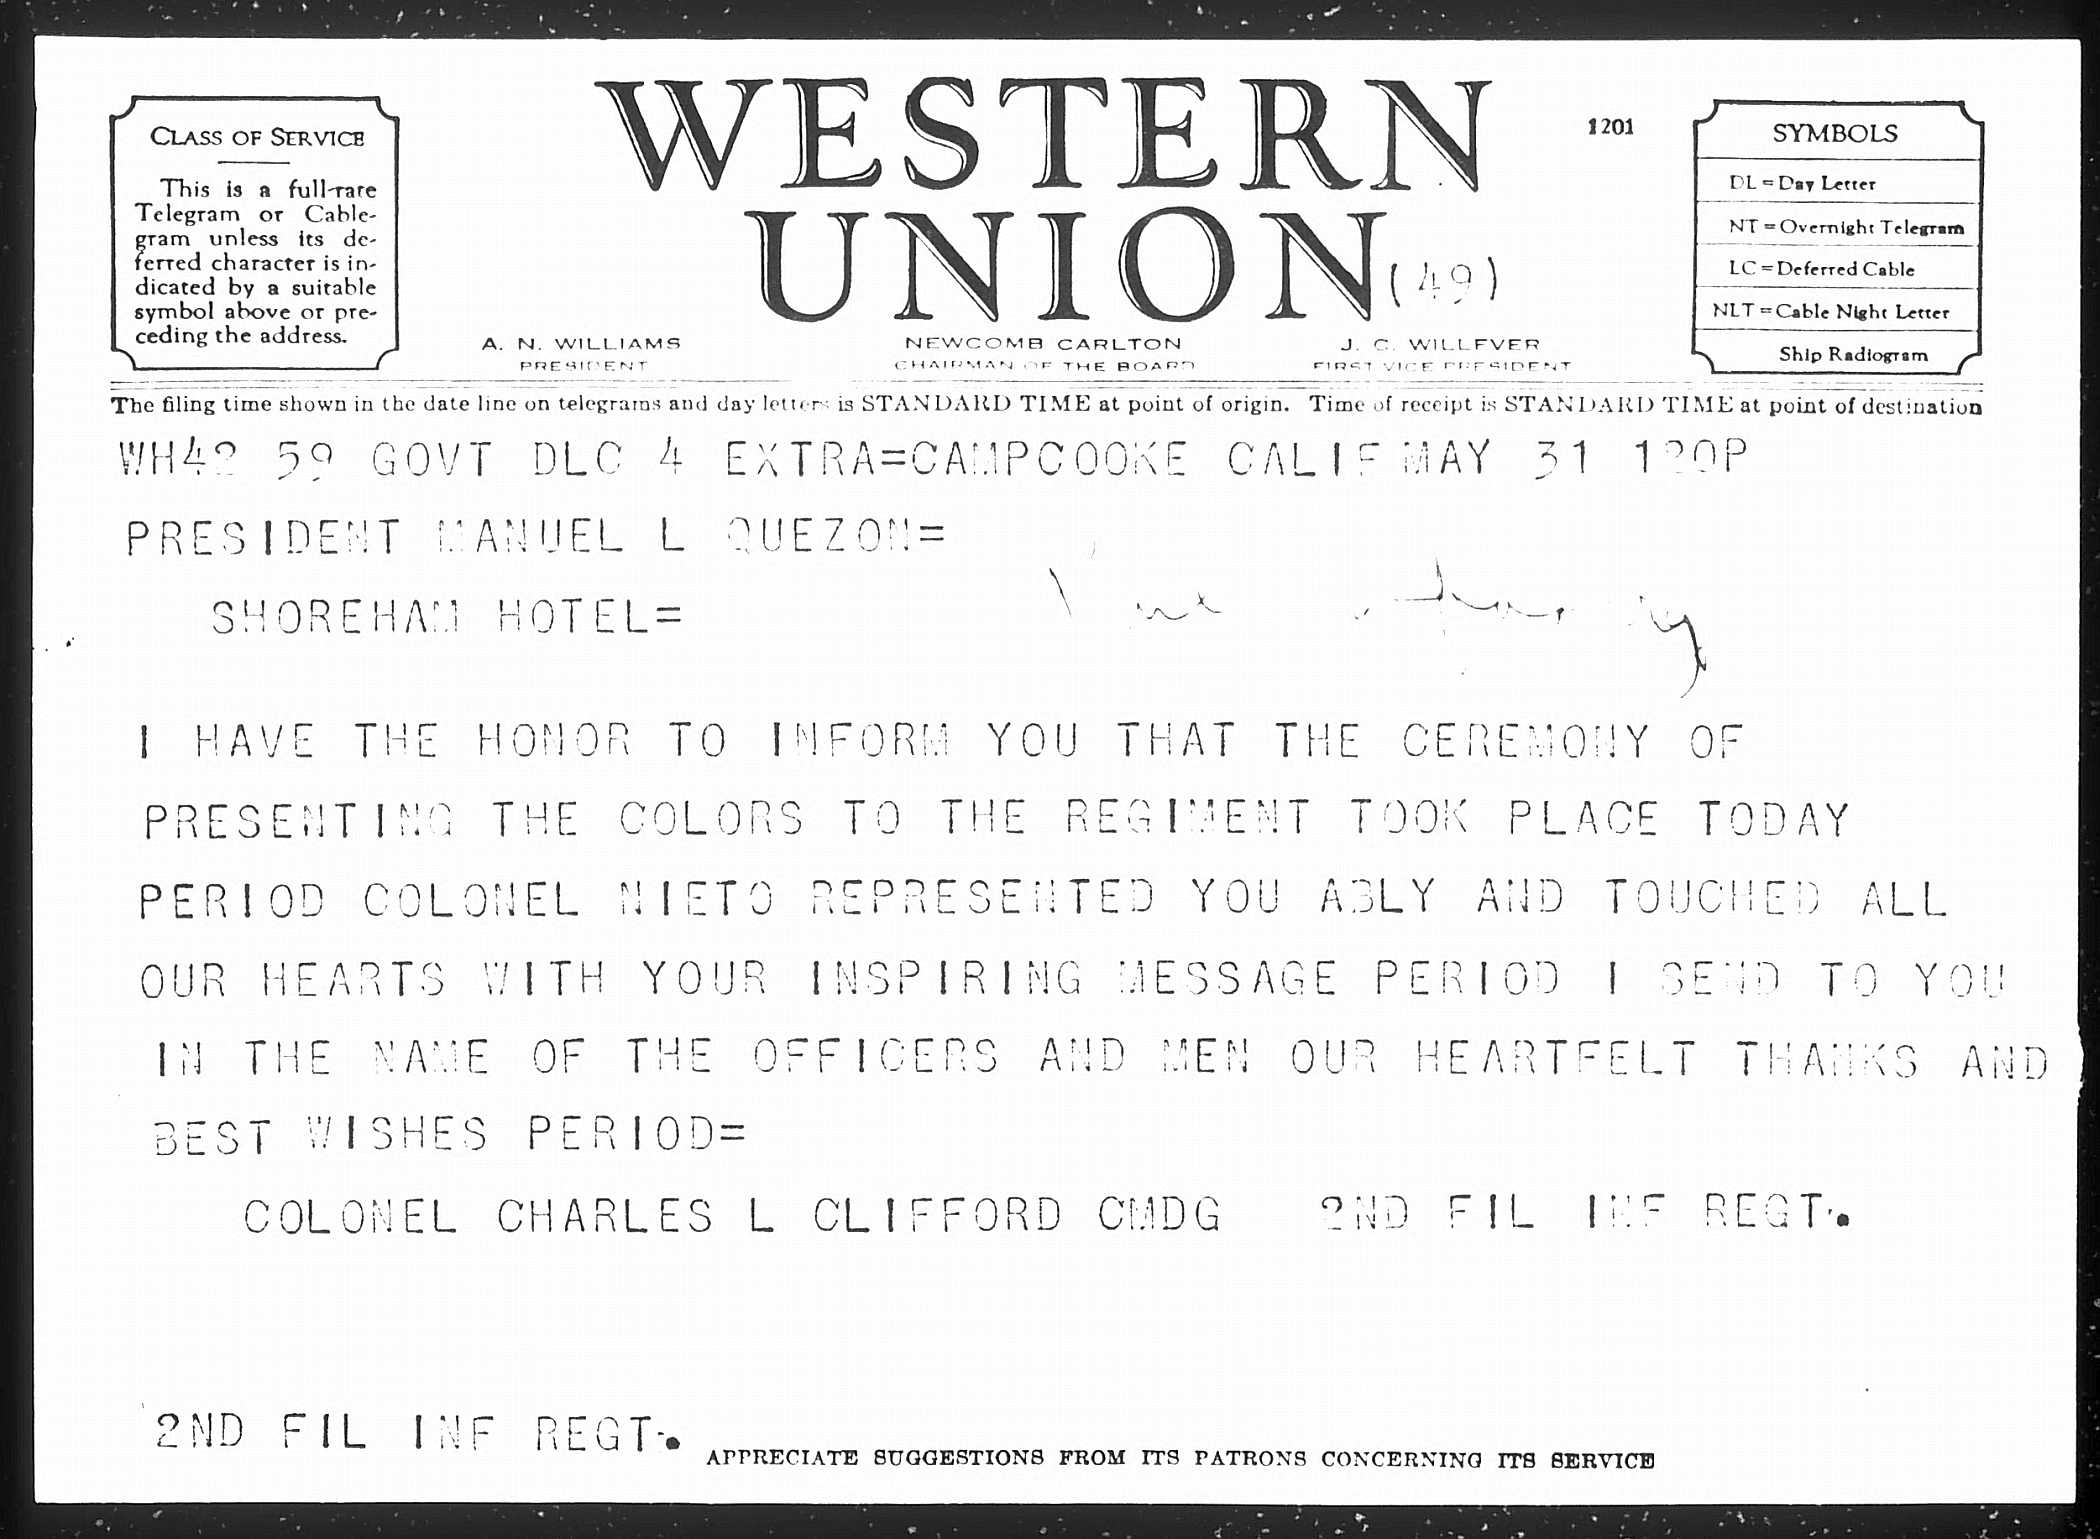 CLASS OF SERVICE
This is a full-rate
Telegram or Cable-
gram unless its de-
ferred character is in-
dicated by a suitable
symbol above or pre-
ceding the address.
WESTERN
UNION
(49)
1201
SYMBOLS
DL = Day Letter
NT = Overnight Telegram
LC = Deferred Cable
NLT = Cable Night Letter
Ship Radiogram
A. N. WILLIAMS
PRESIDENT
NEWCOMB CARLTON
CHAIRMAN OF THE BOARD
J. C. WILLEVER
FIRST VICE PRESIDENT
The filing time shown in the date line on telegrams and day letters is STANDARD TIME at point of origin. Time of receipt is STANDARD TIME at point of destination
WH42 59 GOVT DLC 4 EXTRA=CAMPCOOKE CALIF MAY 31 120P
PRESIDENT MANUEL L QUEZON=
SHOREHAM HOTEL=
I HAVE THE HONOR TO INFORM YOU THAT THE CEREMONY OF
PRESENTING THE COLORS TO THE REGIMENT TOOK PLACE TODAY
PERIOD COLONEL NIETO REPRESENTED YOU ABLY AND TOUCHED ALL
OUR HEARTS WITH YOUR INSPIRING MESSAGE PERIOD I SEND TO YOU
IN THE NAME OF THE OFFICERS AND MEN OUR HEARTFELT THANKS AND
BEST WISHES PERIOD=
COLONEL CHARLES L CLIFFORD CMDG 2ND FIL INF REGT.
2ND FIL INF REGT.
APPRECIATE SUGGESTIONS FROM ITS PATRONS CONCERNING ITS SERVICE